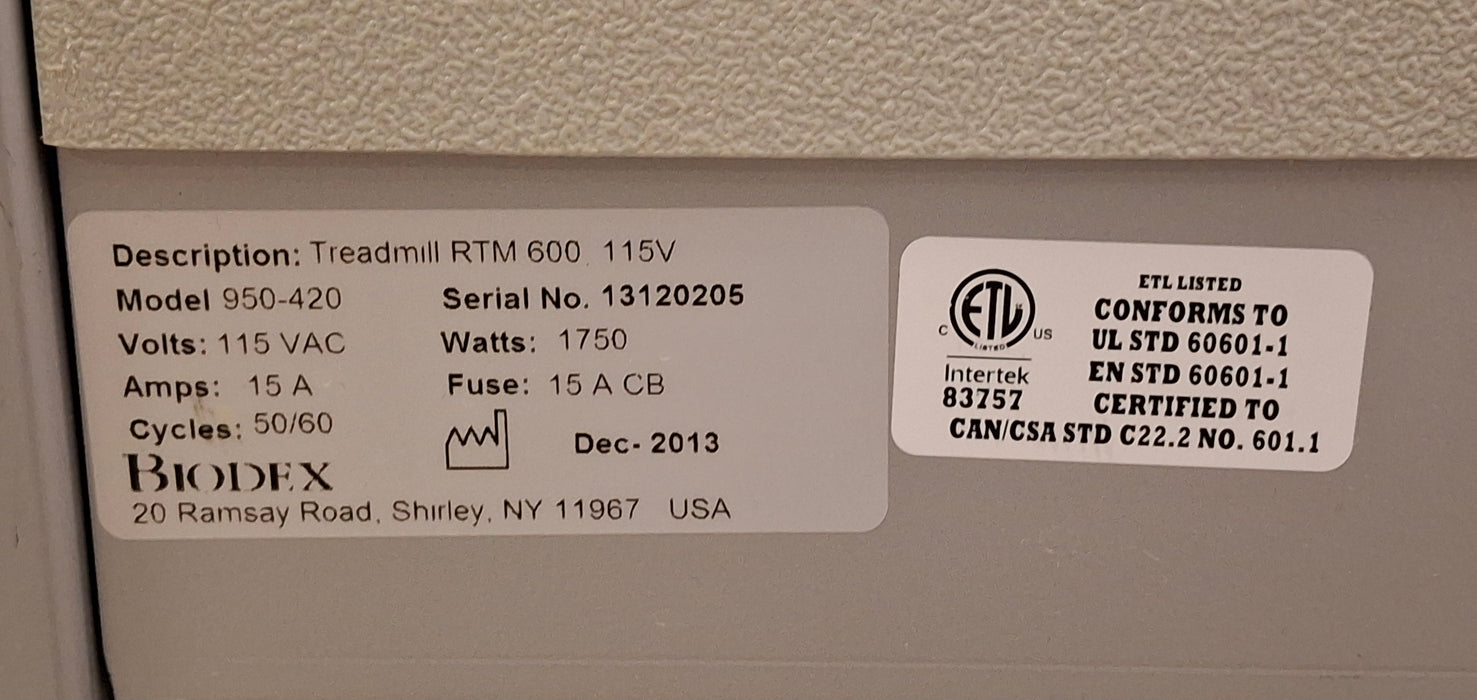 Description: Treadmill RTM 600 115V
Model 950-420 Serial No. 13120205
Volts: 115 VAC Watts: 1750
Amps: 15 A Fuse: 15 A CB
Cycles: 50/60
Dec- 2013
BIODEX
20 Ramsay Road, Shirley, NY 11967 USA
ETL LISTED
CONFORMS TO
UL STD 60601-1
EN STD 60601-1
CERTIFIED TO
CAN/CSA STD C22.2 NO. 601.1
C ETL US
LISTED
Intertek
83757